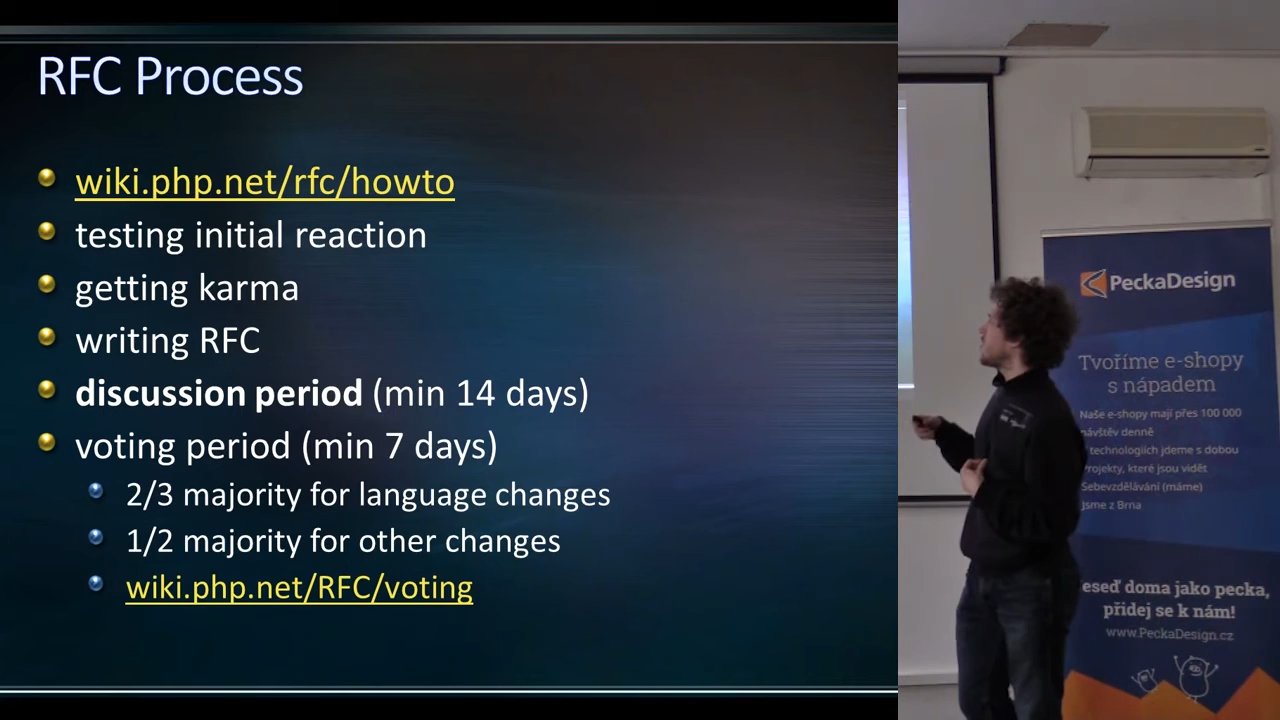 RFC Process
wiki.php.net/rfc/howto
testing initial reaction
getting karma
writing RFC
discussion period (min 14 days)
voting period (min 7 days)
2/3 majority for language changes
1/2 majority for other changes
wiki.php.net/RFC/voting
PeckaDesign
Tvoříme e-shopy
s nápadem
Naše e-shopy mají přes 100 000
návštěv denně
technologiích jdeme s dobou
Projekty, které jsou vidět
Sebevzdělávání (máme)
Jsme z Brna
eseď doma jako pecka,
přidej se k nám!
www.PeckaDesign.cz